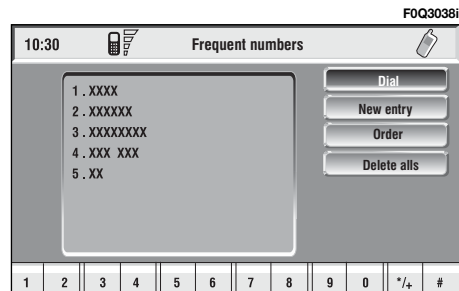 F0Q3038i
10:30 Frequent numbers
1 . XXXX
2 . XXXXXX
3 . XXXXXXXX
4 . XXX XXX
5 . XX
Dial
New entry
Order
Delete alls
1 2 3 4 5 6 7 8 9 0 */+ #